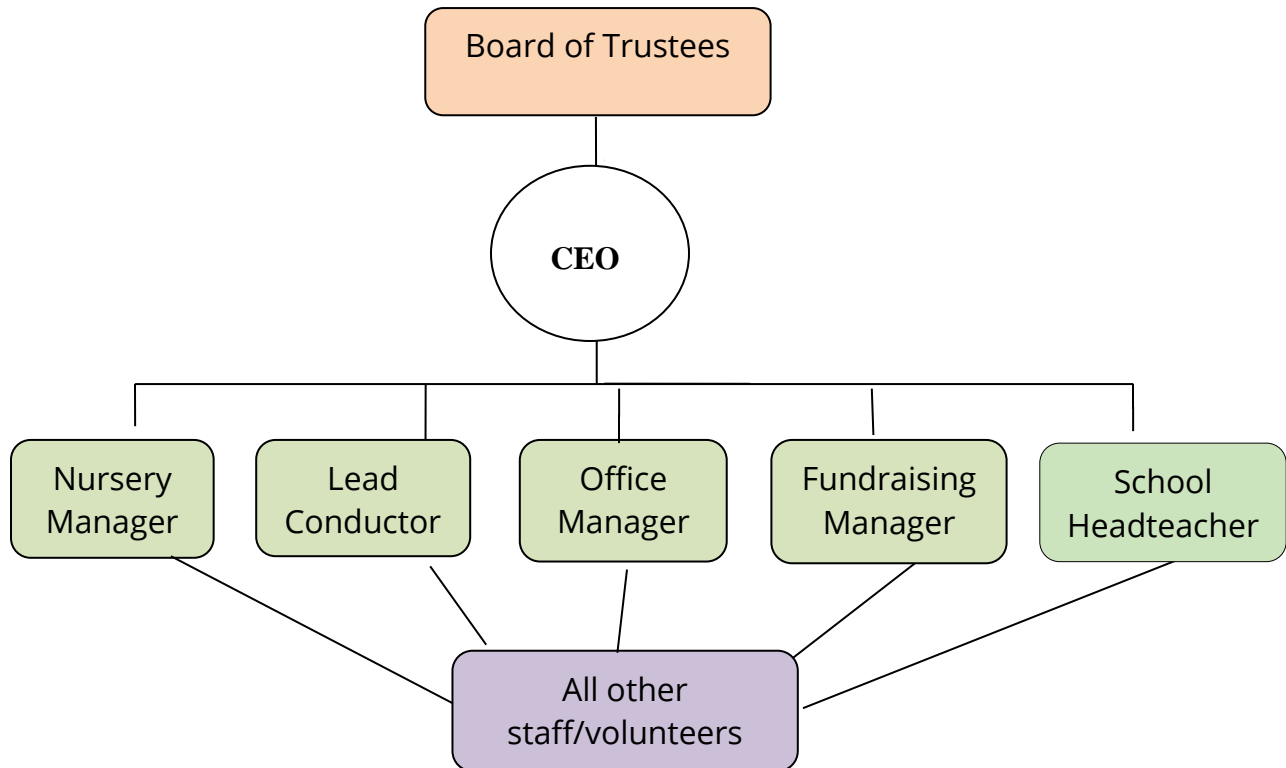 Board of Trustees
CEO
Nursery
Manager
Lead
Conductor
Office
Manager
Fundraising
Manager
School
Headteacher
All other
staff/volunteers